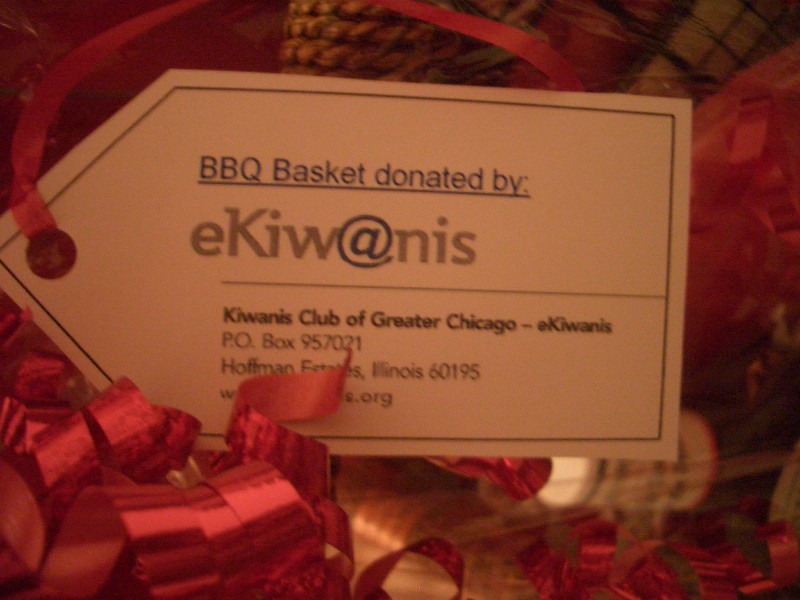 BBQ Basket donated by:
eKiw@nis
Kiwanis Club of Greater Chicago – eKiwanis
P.O. Box 957021
Hoffman Estates, Illinois 60195